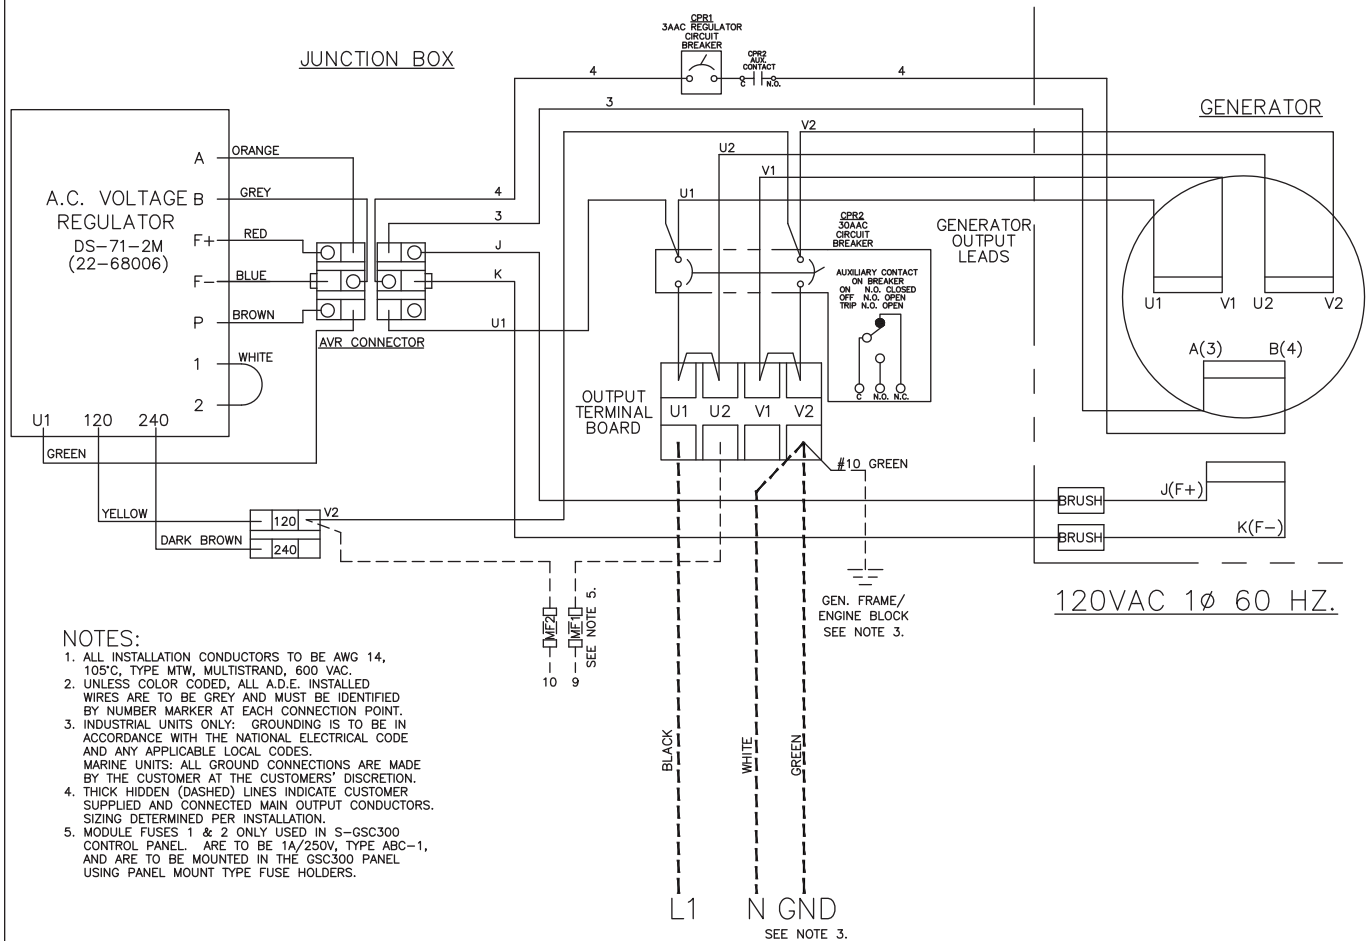 CPR1
3AAC REGULATOR
CIRCUIT
BREAKER
JUNCTION BOX
CPR2
AUX.
CONTACT
C N.O.
4
4
3
GENERATOR
V2
U2
V1
U1
A ORANGE
A.C. VOLTAGE B GREY
REGULATOR
DS-71-2M
(22-68006)
F+ RED
F- BLUE
P BROWN
1 WHITE
2
U1 120 240
GREEN
4
3
J
K
U1
AVR CONNECTOR
CPR2
30AAC
CIRCUIT
BREAKER
GENERATOR
OUTPUT
LEADS
AUXILIARY CONTACT
ON BREAKER
ON N.O. CLOSED
OFF N.O. OPEN
TRIP N.O. OPEN
C N.O. N.C.
U1 V1 U2 V2
A(3) B(4)
OUTPUT
TERMINAL
BOARD
U1 U2 V1 V2
#10 GREEN
YELLOW
DARK BROWN
120
240
V2
BRUSH
J(F+)
BRUSH
K(F-)
GEN. FRAME/
ENGINE BLOCK
SEE NOTE 3.
120VAC 1Ø 60 HZ.
MF2
MF1
SEE NOTE 5.
10 9
NOTES:
1. ALL INSTALLATION CONDUCTORS TO BE AWG 14,
105°C, TYPE MTW, MULTISTRAND, 600 VAC.
2. UNLESS COLOR CODED, ALL A.D.E. INSTALLED
WIRES ARE TO BE GREY AND MUST BE IDENTIFIED
BY NUMBER MARKER AT EACH CONNECTION POINT.
3. INDUSTRIAL UNITS ONLY: GROUNDING IS TO BE IN
ACCORDANCE WITH THE NATIONAL ELECTRICAL CODE
AND ANY APPLICABLE LOCAL CODES.
MARINE UNITS: ALL GROUND CONNECTIONS ARE MADE
BY THE CUSTOMER AT THE CUSTOMERS' DISCRETION.
4. THICK HIDDEN (DASHED) LINES INDICATE CUSTOMER
SUPPLIED AND CONNECTED MAIN OUTPUT CONDUCTORS.
SIZING DETERMINED PER INSTALLATION.
5. MODULE FUSES 1 & 2 ONLY USED IN S-GSC300
CONTROL PANEL. ARE TO BE 1A/250V, TYPE ABC-1,
AND ARE TO BE MOUNTED IN THE GSC300 PANEL
USING PANEL MOUNT TYPE FUSE HOLDERS.
BLACK
WHITE
GREEN
L1 N GND
SEE NOTE 3.